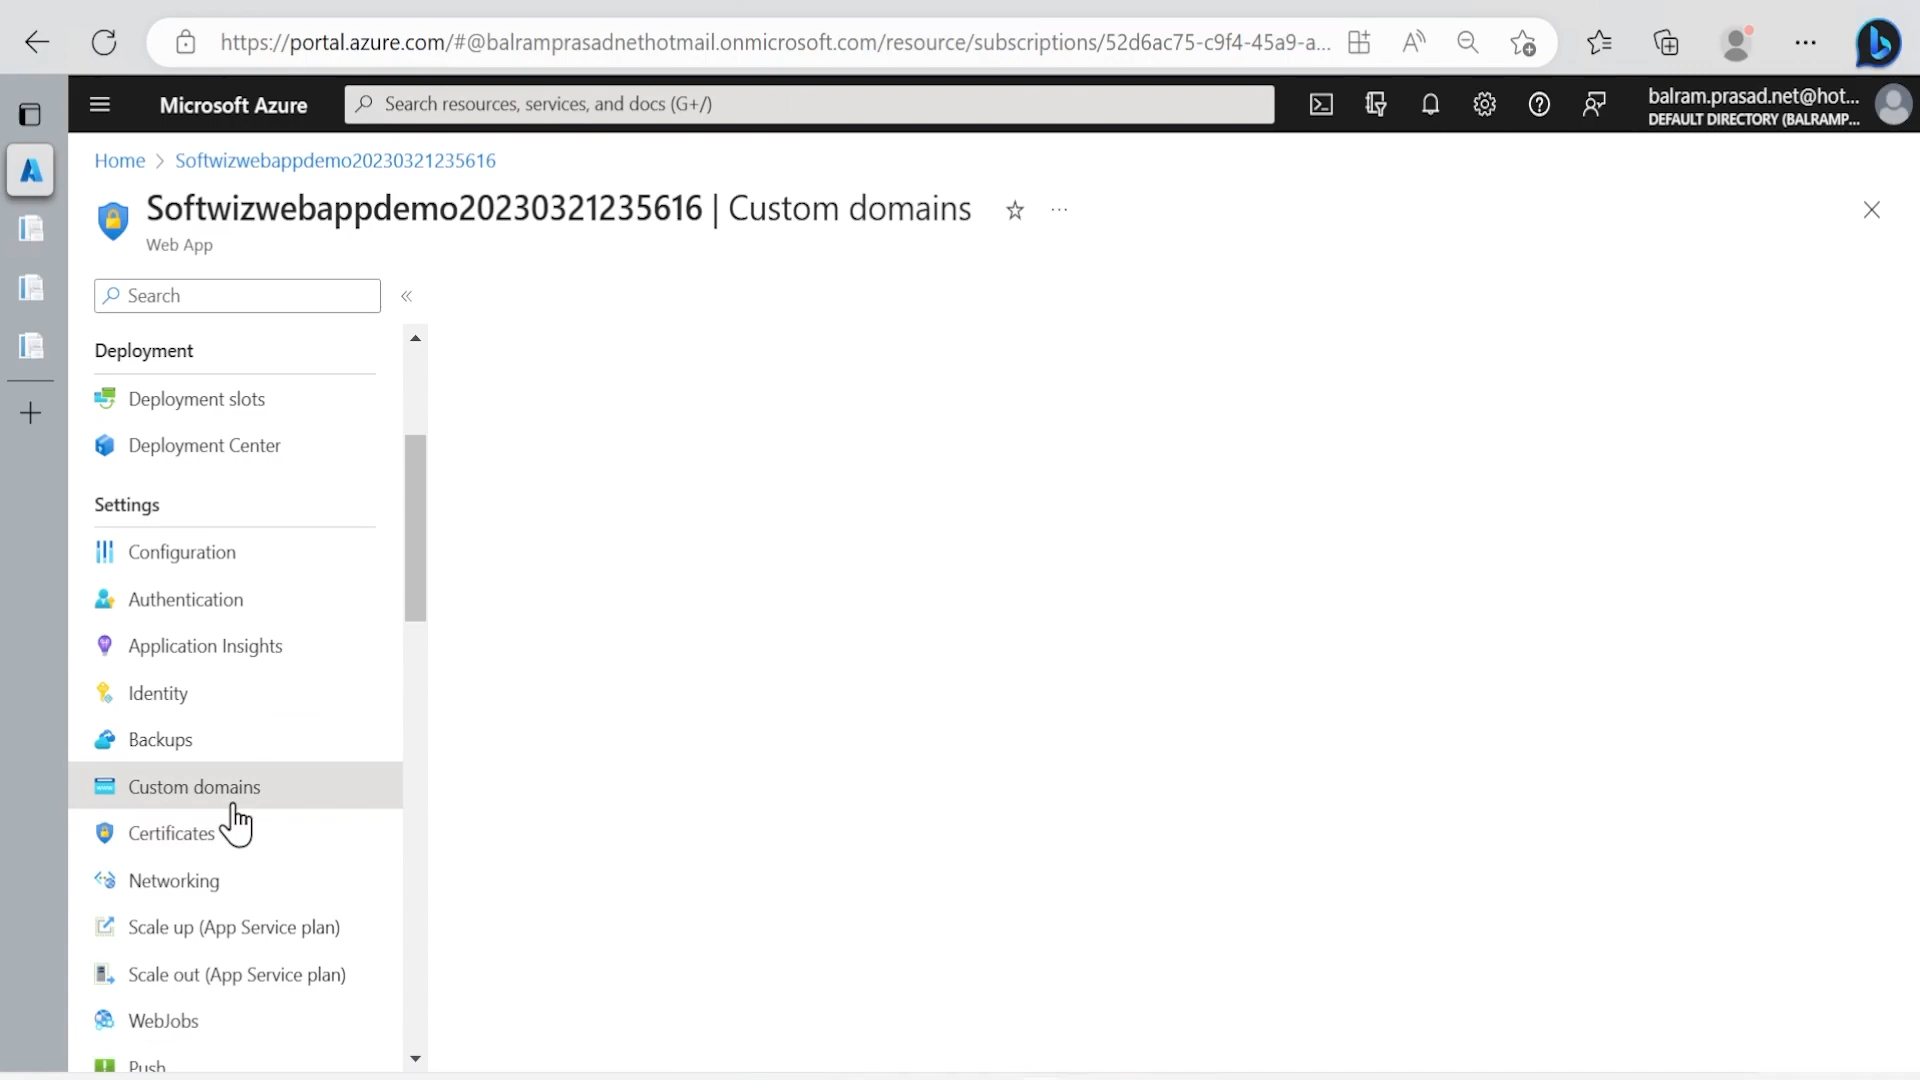 https://portal.azure.com/#@balramprasadnethotmail.onmicrosoft.com/resource/subscriptions/52d6ac75-c9f4-45a9-a...
Microsoft Azure
Search resources, services, and docs (G+/)
balram.prasad.net@hot...
DEFAULT DIRECTORY (BALRAMP...
Home > Softwizwebappdemo20230321235616
Softwizwebappdemo20230321235616 | Custom domains
Web App
Search
Deployment
Deployment slots
Deployment Center
Settings
Configuration
Authentication
Application Insights
Identity
Backups
Custom domains
Certificates
Networking
Scale up (App Service plan)
Scale out (App Service plan)
WebJobs
Push